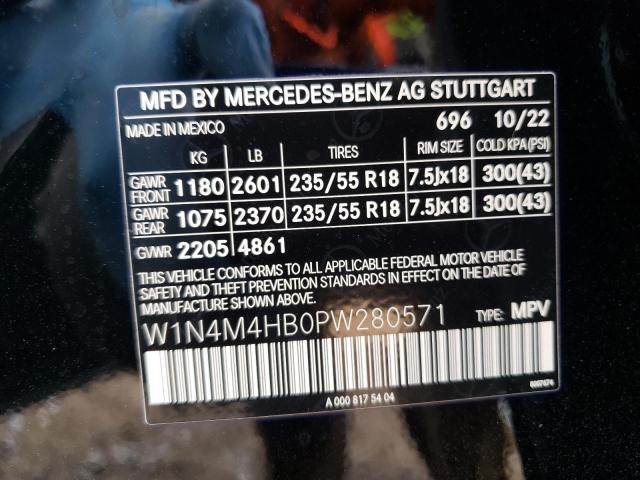 MFD BY MERCEDES-BENZ AG STUTTGART
MADE IN MEXICO 696 10/22
KG LB TIRES RIM SIZE COLD KPA (PSI)
GAWR FRONT 1180 2601 235/55 R18 7.5Jx18 300(43)
GAWR REAR 1075 2370 235/55 R18 7.5Jx18 300(43)
GVWR 2205 4861
THIS VEHICLE CONFORMS TO ALL APPLICABLE FEDERAL MOTOR VEHICLE
SAFETY AND THEFT PREVENTION STANDARDS IN EFFECT ON THE DATE OF
MANUFACTURE SHOWN ABOVE.
W1N4M4HB0PW280571 TYPE: MPV
A 000 817 54 04